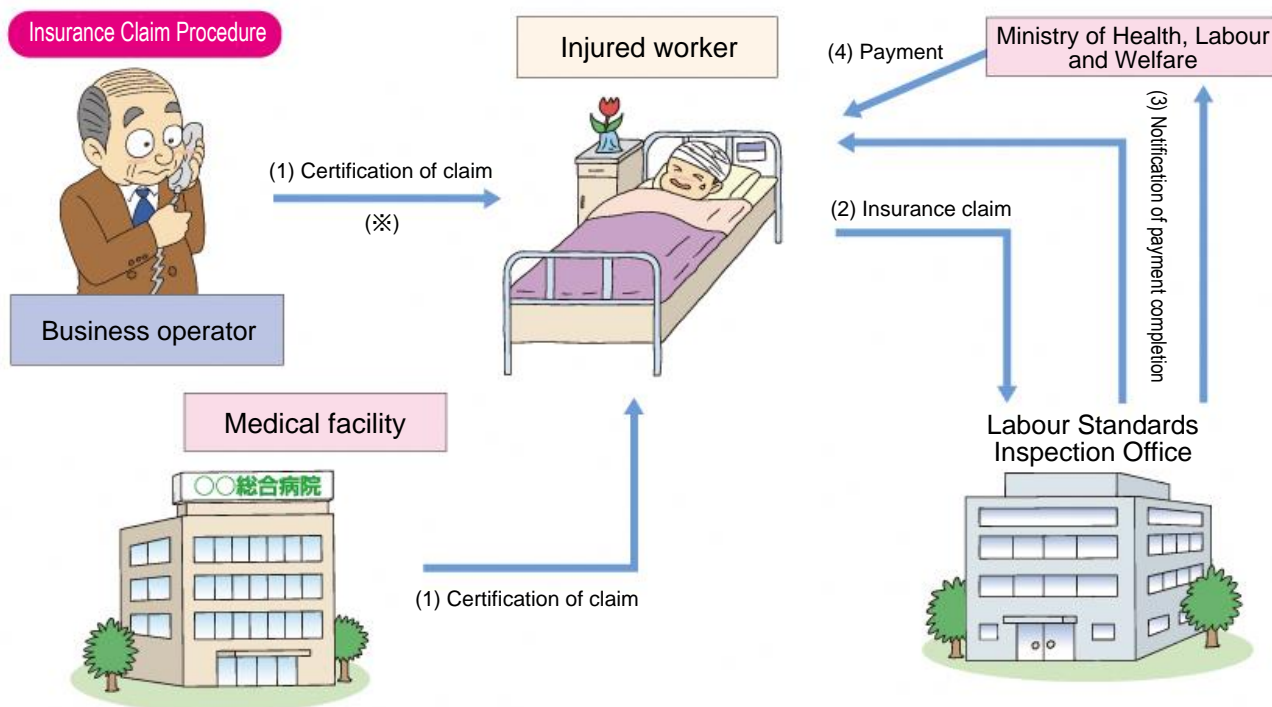 Insurance Claim Procedure
Injured worker
Ministry of Health, Labour
and Welfare
(4) Payment
(3) Notification of payment completion
(1) Certification of claim
(※)
(2) Insurance claim
Business operator
Medical facility
○○総合病院
(1) Certification of claim
Labour Standards
Inspection Office